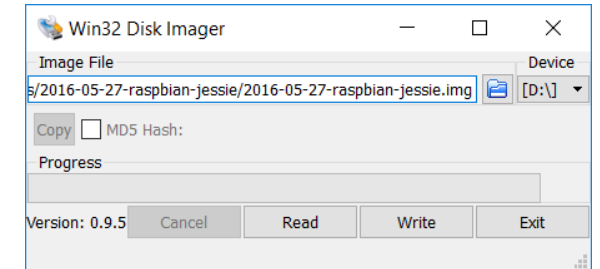 Win32 Disk Imager
Image File
Device
s/2016-05-27-raspbian-jessie/2016-05-27-raspbian-jessie.img
[D:\]
Copy
MD5 Hash:
Progress
Version: 0.9.5
Cancel
Read
Write
Exit